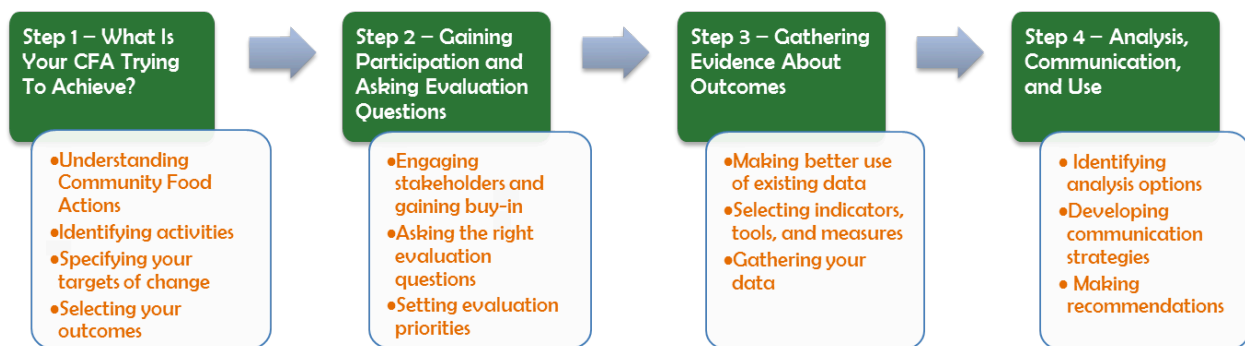 Step 1 – What Is
Your CFA Trying
To Achieve?
•Understanding
Community Food
Actions
•Identifying activities
•Specifying your
targets of change
•Selecting your
outcomes
Step 2 – Gaining
Participation and
Asking Evaluation
Questions
•Engaging
stakeholders and
gaining buy-in
•Asking the right
evaluation
questions
•Setting evaluation
priorities
Step 3 – Gathering
Evidence About
Outcomes
•Making better use
of existing data
•Selecting indicators,
tools, and measures
•Gathering your
data
Step 4 – Analysis,
Communication,
and Use
• Identifying
analysis options
•Developing
communication
strategies
• Making
recommendations